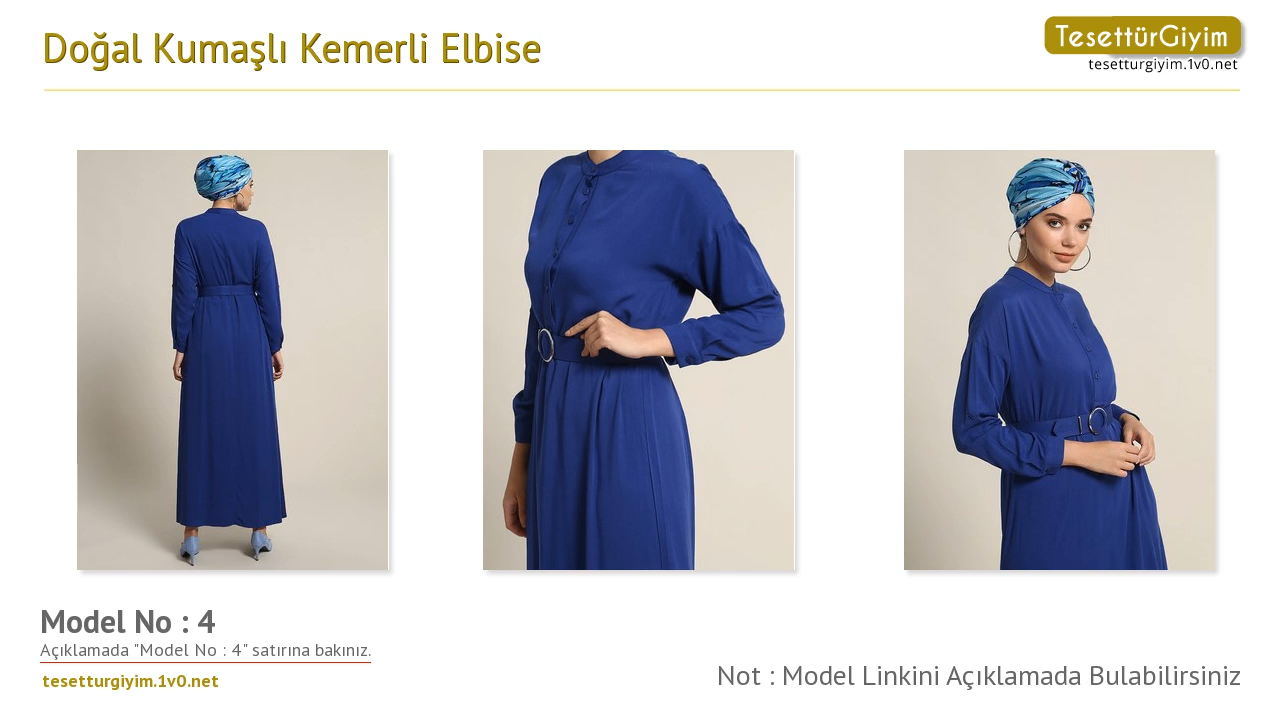 Doğal Kumaşlı Kemerli Elbise
TesettürGiyim
tesetturgiyim.1v0.net
Model No : 4
Açıklamada "Model No : 4" satırına bakınız.
tesetturgiyim.1v0.net
Not : Model Linkini Açıklamada Bulabilirsiniz